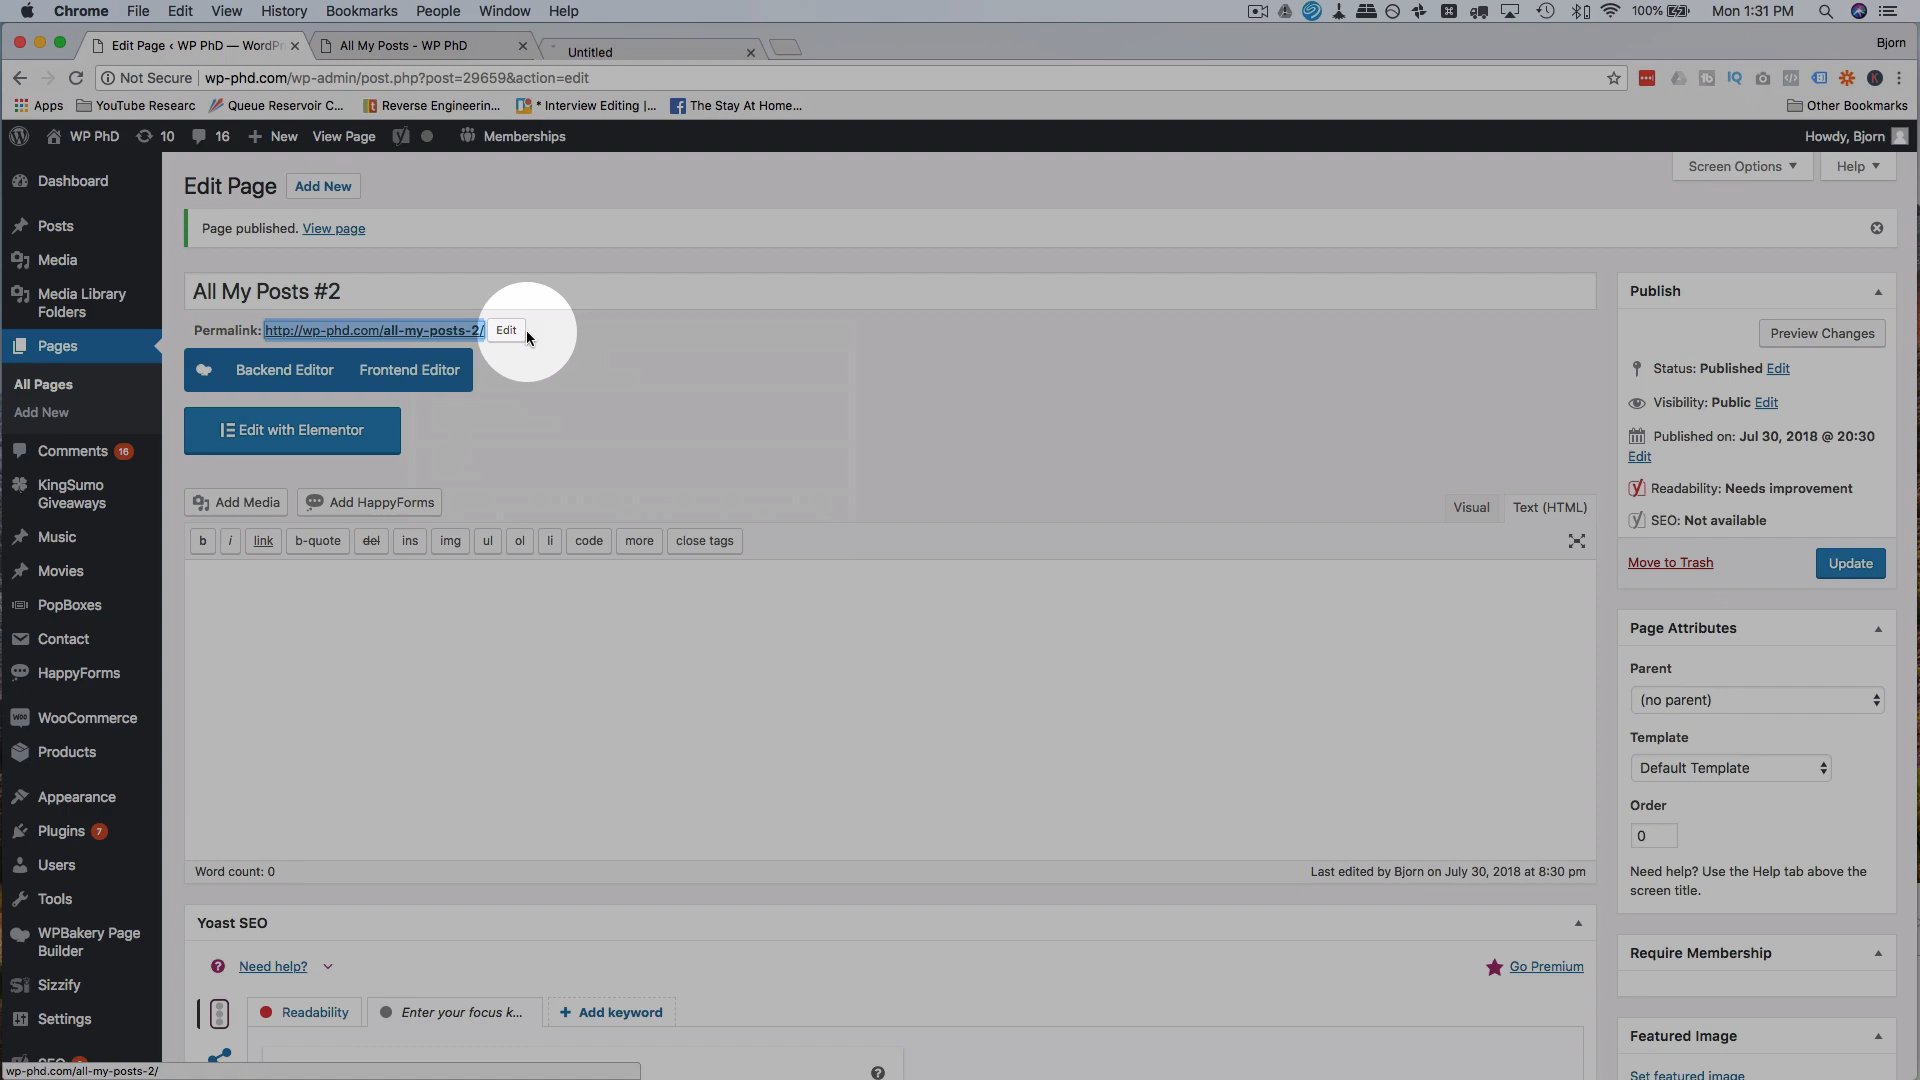 Chrome File Edit View History Bookmarks People Window Help 100% Mon 1:31 PM
Edit Page ‹ WP PhD — WordPr All My Posts - WP PhD Untitled Bjorn
Not Secure wp-phd.com/wp-admin/post.php?post=29659&action=edit
Apps YouTube Researc Queue Reservoir C... Reverse Engineerin... * Interview Editing |... The Stay At Home... Other Bookmarks
WP PhD 10 16 New View Page Memberships Howdy, Bjorn
Screen Options Help
Edit Page Add New
Page published. View page
All My Posts #2
Permalink: http://wp-phd.com/all-my-posts-2/ Edit
Backend Editor Frontend Editor
Edit with Elementor
Add Media Add HappyForms Visual Text (HTML)
b i link b-quote del ins img ul ol li code more close tags
Word count: 0 Last edited by Bjorn on July 30, 2018 at 8:30 pm
Yoast SEO
Need help? Go Premium
Readability Enter your focus k... Add keyword
Dashboard
Posts
Media
Media Library
Folders
Pages
All Pages
Add New
Comments 16
KingSumo
Giveaways
Music
Movies
PopBoxes
Contact
HappyForms
WooCommerce
Products
Appearance
Plugins 7
Users
Tools
WPBakery Page
Builder
Sizzify
Settings
SEO
wp-phd.com/all-my-posts-2/
Publish
Preview Changes
Status: Published Edit
Visibility: Public Edit
Published on: Jul 30, 2018 @ 20:30
Edit
Readability: Needs improvement
SEO: Not available
Move to Trash Update
Page Attributes
Parent
(no parent)
Template
Default Template
Order
0
Need help? Use the Help tab above the
screen title.
Require Membership
Featured Image
Set featured image